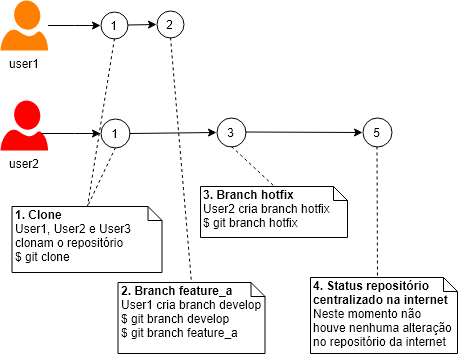 1
2
user1
1
3
5
user2
3. Branch hotfix
User2 cria branch hotfix
$ git branch hotfix
1. Clone
User1, User2 e User3
clonam o repositório
$ git clone
2. Branch feature_a
User1 cria branch develop
$ git branch develop
$ git branch feature_a
4. Status repositório
centralizado na internet
Neste momento não
houve nenhuma alteração
no repositório da internet